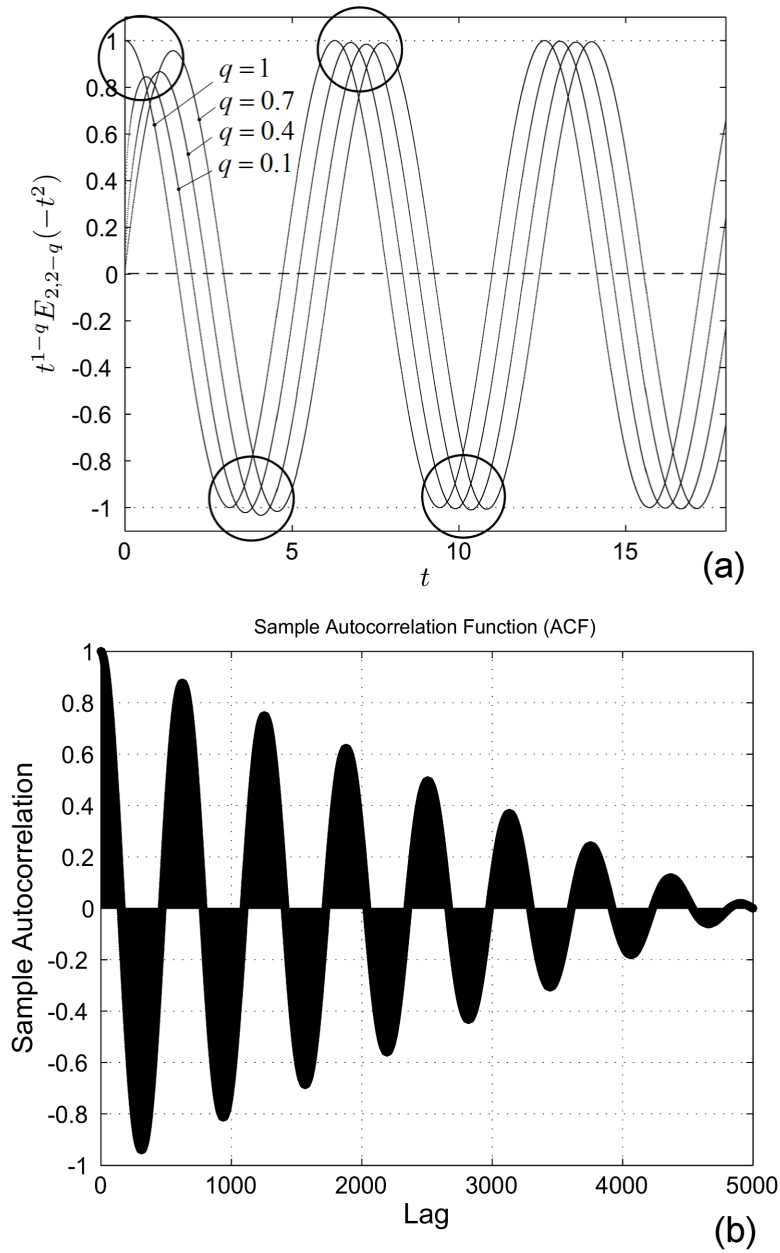 1
0.8
0.6
0.4
0.2
0
-0.2
-0.4
-0.6
-0.8
-1
t^{1-q}E_{2,2-q}(-t^2)
q = 1
q = 0.7
q = 0.4
q = 0.1
0 5 10 15
t
(a)
Sample Autocorrelation Function (ACF)
1
0.8
0.6
0.4
0.2
0
-0.2
-0.4
-0.6
-0.8
-1
Sample Autocorrelation
0 1000 2000 3000 4000 5000
Lag
(b)